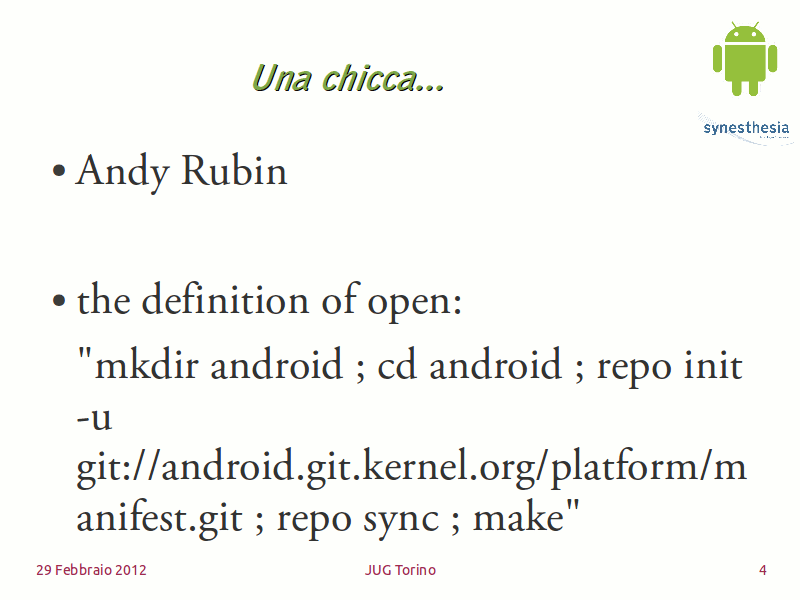 Una chicca...
synesthesia
• Andy Rubin
• the definition of open:
"mkdir android ; cd android ; repo init
-u
git://android.git.kernel.org/platform/m
anifest.git ; repo sync ; make"
29 Febbraio 2012
JUG Torino
4